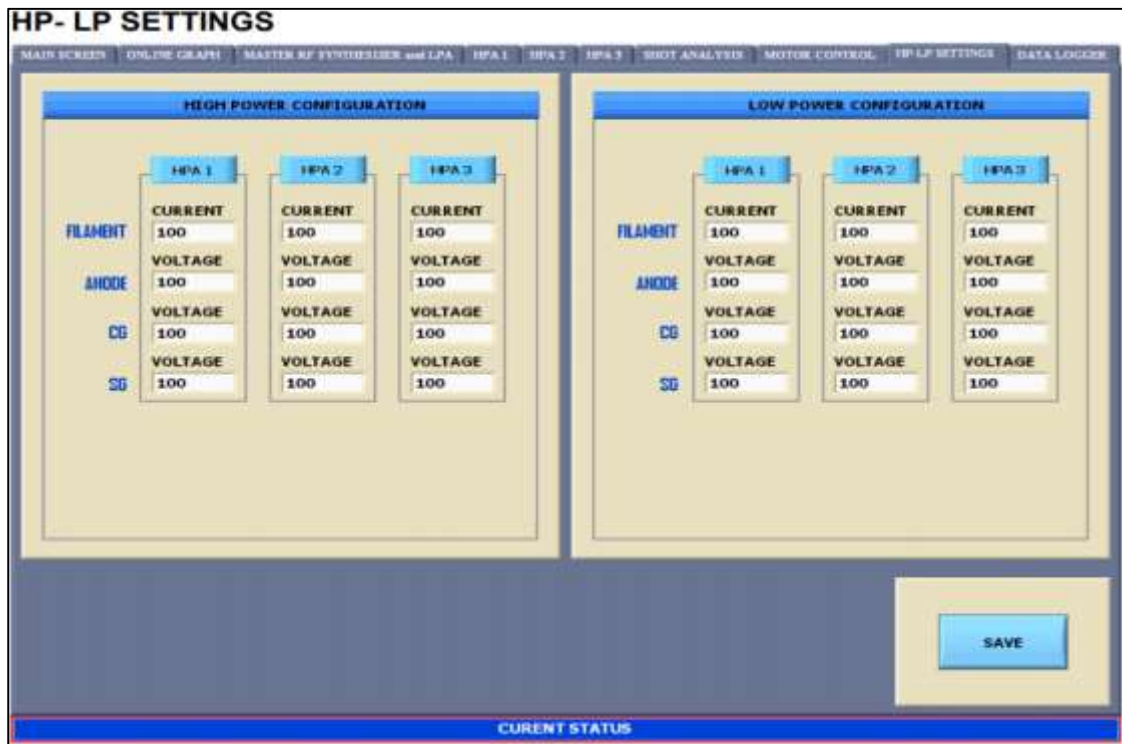 HP- LP SETTINGS
MAIN SCREEN ONLINE GRAPH MASTER RF SYNTHESIZER and LPA HPA 1 HPA 2 HPA 3 SHOT ANALYSIS MOTOR CONTROL HP-LP SETTINGS DATA LOGGER
HIGH POWER CONFIGURATION
HPA 1 HPA 2 HPA 3
CURRENT CURRENT CURRENT
FILAMENT 100 100 100
VOLTAGE VOLTAGE VOLTAGE
ANODE 100 100 100
VOLTAGE VOLTAGE VOLTAGE
CG 100 100 100
VOLTAGE VOLTAGE VOLTAGE
SG 100 100 100
LOW POWER CONFIGURATION
HPA 1 HPA 2 HPA 3
CURRENT CURRENT CURRENT
FILAMENT 100 100 100
VOLTAGE VOLTAGE VOLTAGE
ANODE 100 100 100
VOLTAGE VOLTAGE VOLTAGE
CG 100 100 100
VOLTAGE VOLTAGE VOLTAGE
SG 100 100 100
SAVE
CURENT STATUS